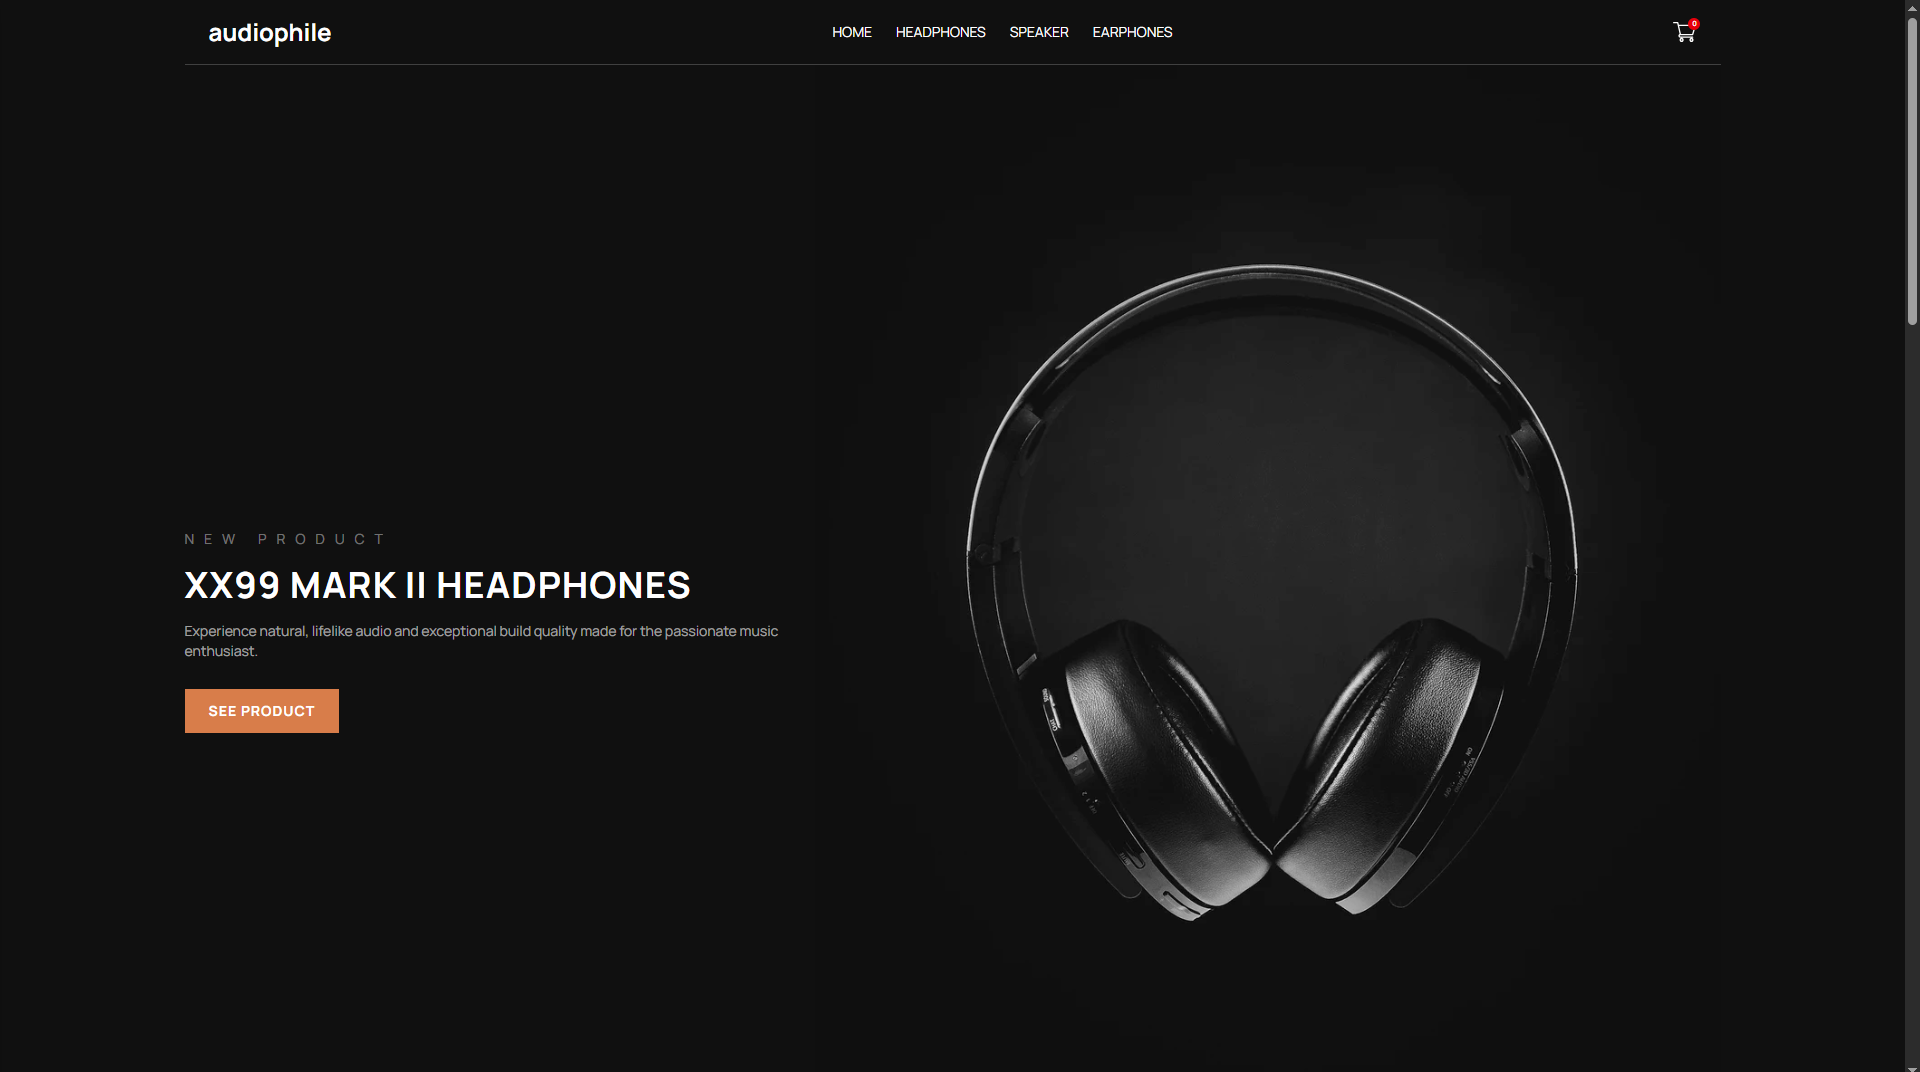 audiophile
HOME HEADPHONES SPEAKER EARPHONES
0
NEW PRODUCT
XX99 MARK II HEADPHONES
Experience natural, lifelike audio and exceptional build quality made for the passionate music
enthusiast.
SEE PRODUCT